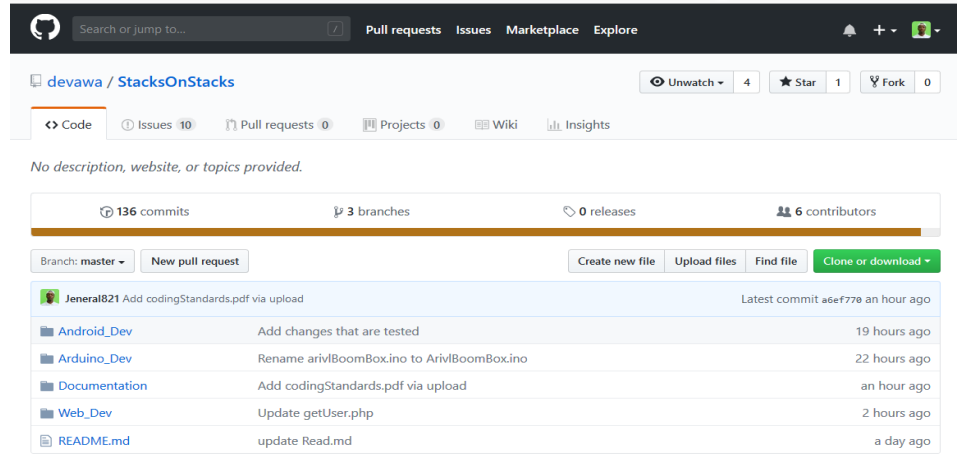 Search or jump to... / Pull requests Issues Marketplace Explore
devawa / StacksOnStacks Unwatch 4 Star 1 Fork 0
<> Code Issues 10 Pull requests 0 Projects 0 Wiki Insights
No description, website, or topics provided.
136 commits 3 branches 0 releases 6 contributors
Branch: master New pull request Create new file Upload files Find file Clone or download
Jeneral821 Add codingStandards.pdf via upload Latest commit a6ef770 an hour ago
Android_Dev Add changes that are tested 19 hours ago
Arduino_Dev Rename arivlBoomBox.ino to ArivlBoomBox.ino 22 hours ago
Documentation Add codingStandards.pdf via upload an hour ago
Web_Dev Update getUser.php 2 hours ago
README.md update Read.md a day ago